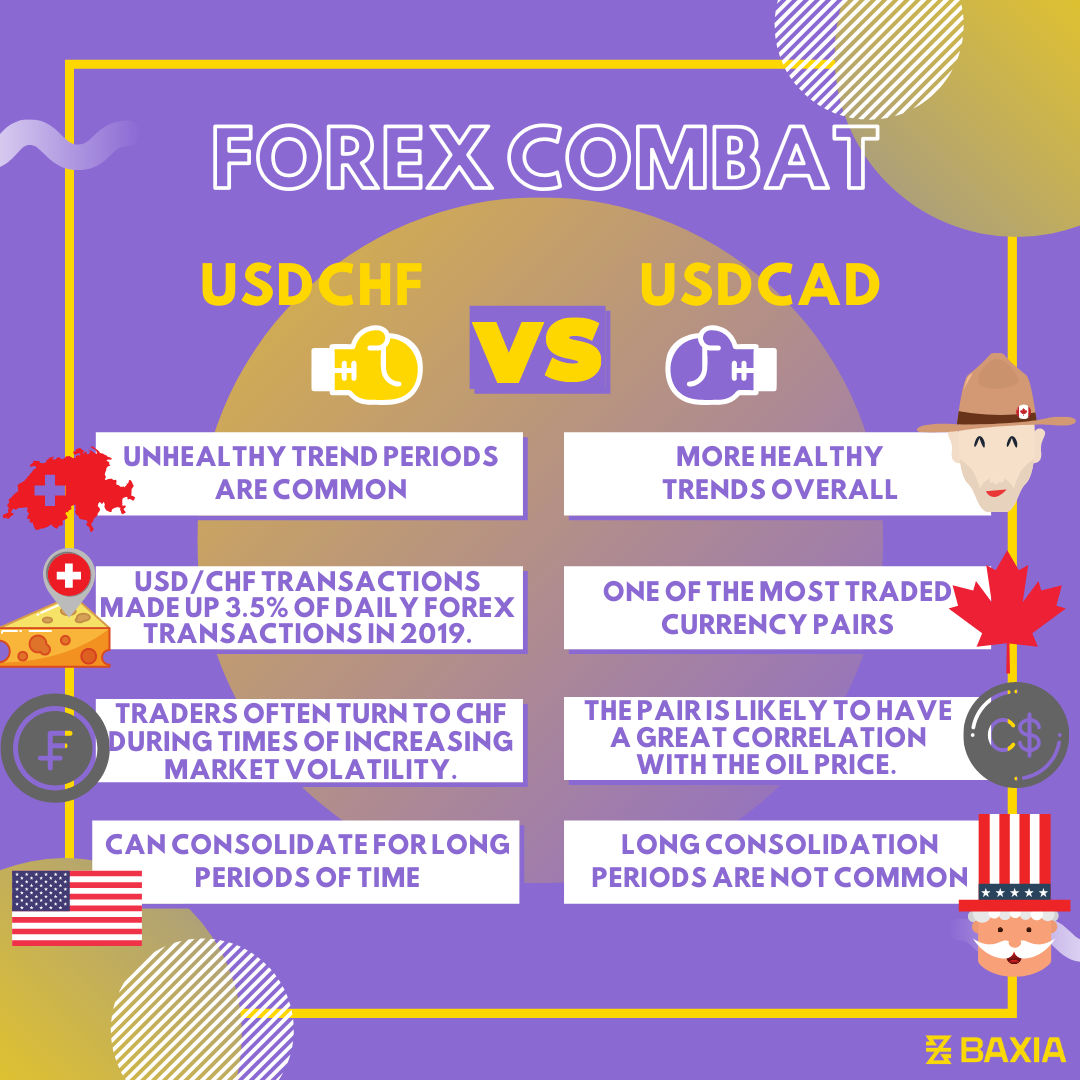 FOREX COMBAT
USDCHF
VS
USDCAD
UNHEALTHY TREND PERIODS
ARE COMMON
MORE HEALTHY
TRENDS OVERALL
USD/CHF TRANSACTIONS
MADE UP 3.5% OF DAILY FOREX
TRANSACTIONS IN 2019.
ONE OF THE MOST TRADED
CURRENCY PAIRS
TRADERS OFTEN TURN TO CHF
DURING TIMES OF INCREASING
MARKET VOLATILITY.
THE PAIR IS LIKELY TO HAVE
A GREAT CORRELATION
WITH THE OIL PRICE.
C$
CAN CONSOLIDATE FOR LONG
PERIODS OF TIME
LONG CONSOLIDATION
PERIODS ARE NOT COMMON
BAXIA